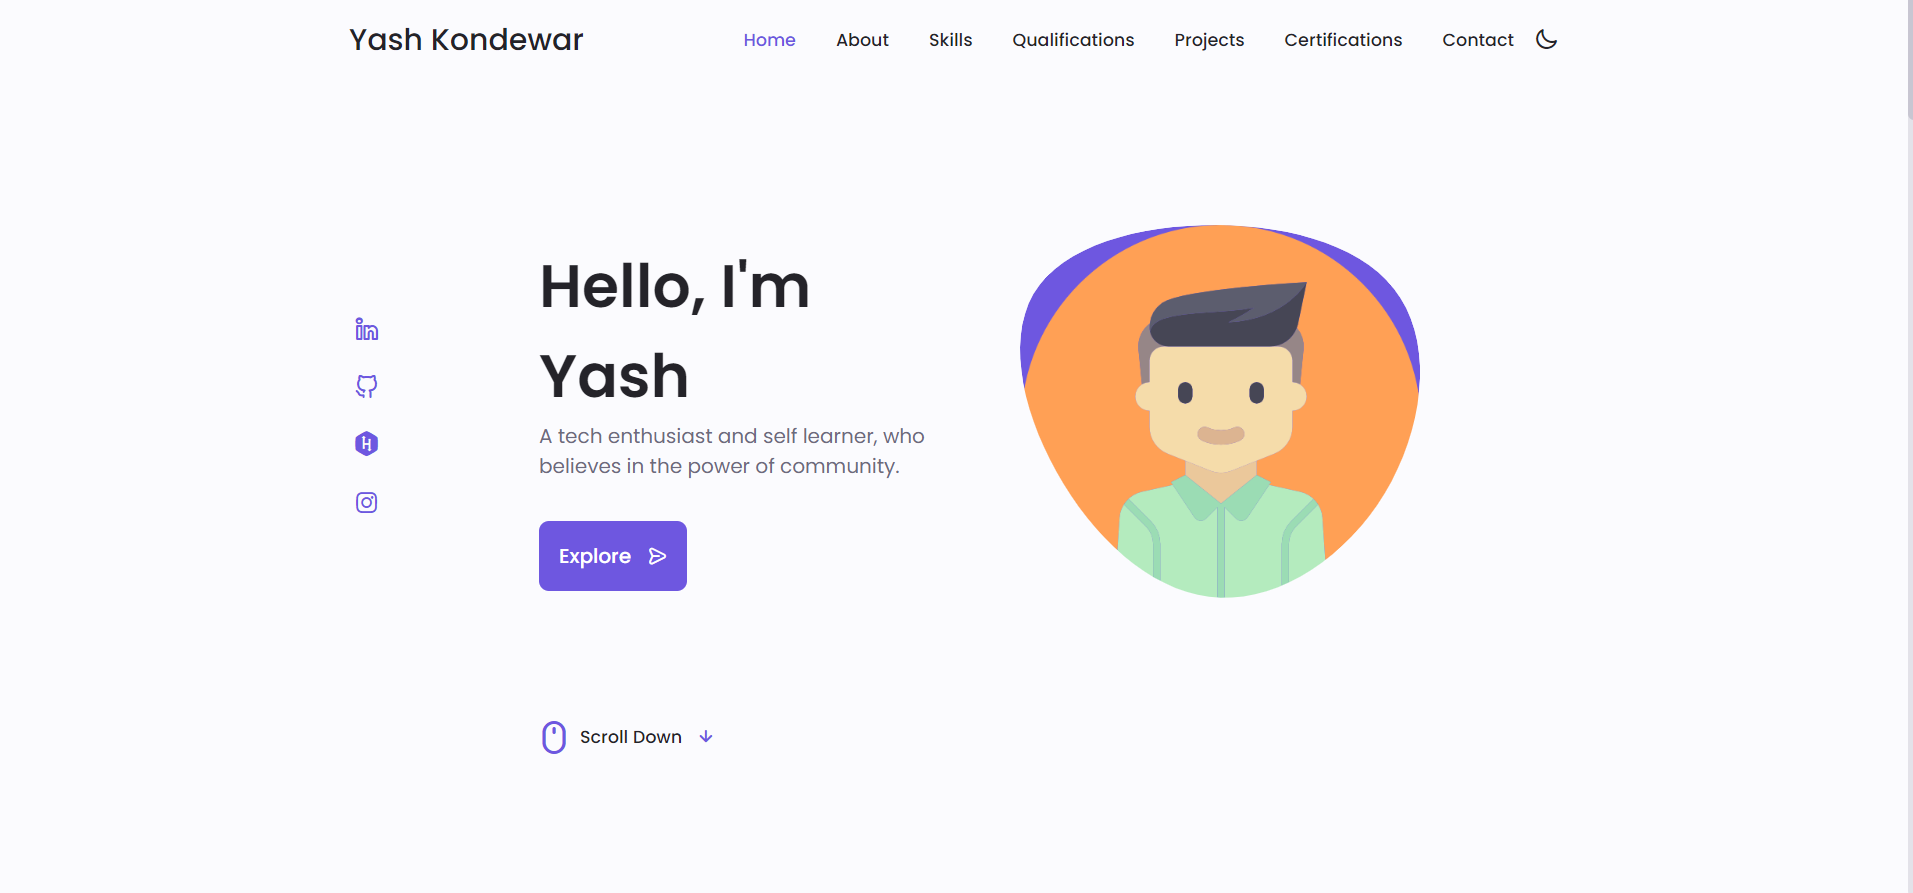 Yash Kondewar
Home About Skills Qualifications Projects Certifications Contact
Hello, I'm
Yash
A tech enthusiast and self learner, who
believes in the power of community.
Explore
Scroll Down